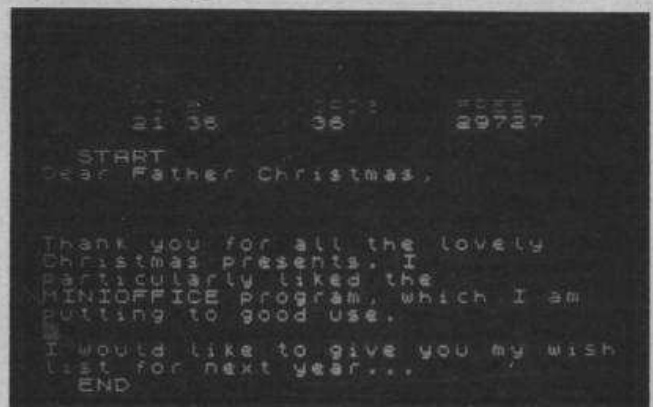 21 36 36 29727
START
Dear Father Christmas,
Thank you for all the lovely
Christmas presents. I
particularly liked the
MINIOFFICE program, which I am
putting to good use.
I would like to give you my wish
list for next year...
END